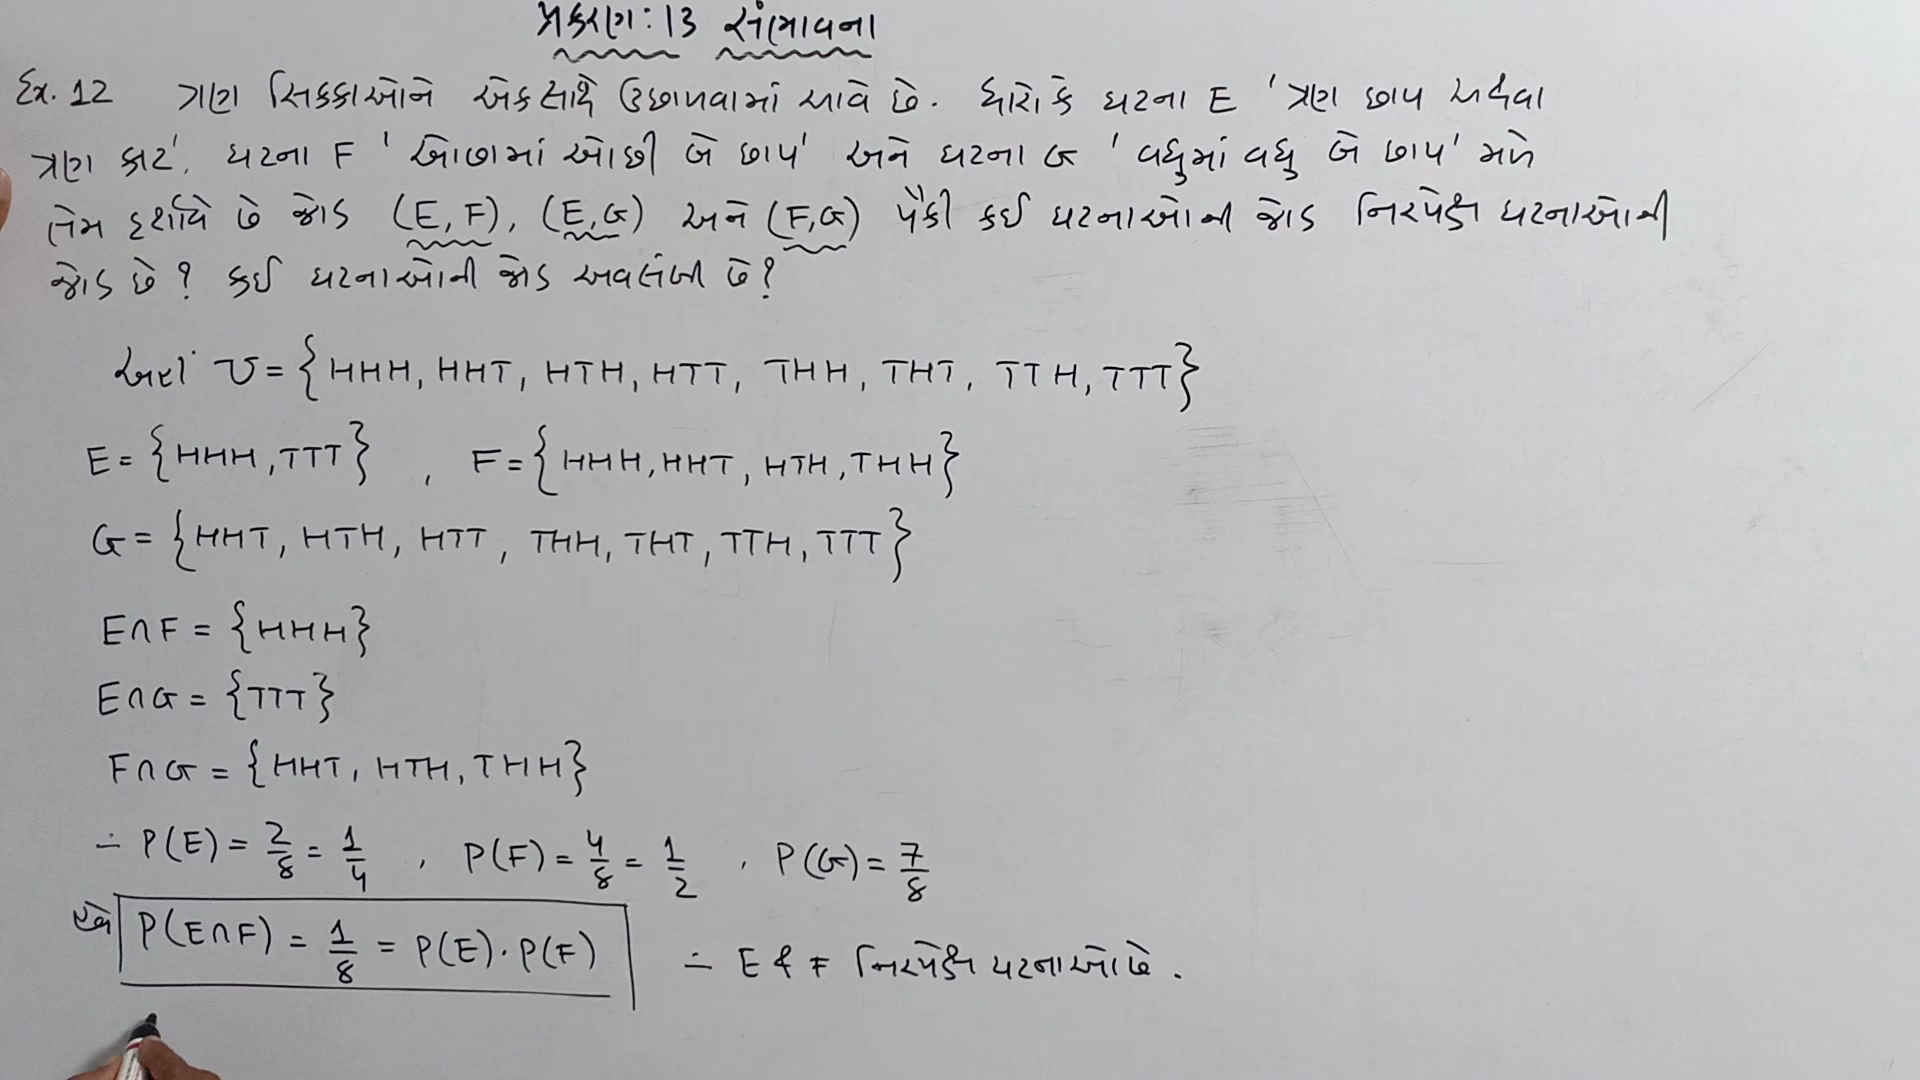 પ્રકરણ: 13 સંભાવના
Ex. 12 ત્રણ સિક્કાઓને એક સાથે ઉછાળવામાં આવે છે. ધારો કે ઘટના E 'ત્રણ છાપ અથવા
ત્રણ કાંટ', ઘટના F 'ઓછામાં ઓછી બે છાપ' અને ઘટના G 'વધુમાં વધુ બે છાપ' મળે
તેમ દર્શાવે છે જોડ (E, F), (E,G) અને (F,G) પૈકી કઈ ઘટનાઓની જોડ નિરપેક્ષ ઘટનાઓની
જોડ છે? કઈ ઘટનાઓની જોડ અવલંબી છે?
અહીં U = {HHH, HHT, HTH, HTT, THH, THT, TTH, TTT}
E = {HHH, TTT} , F = {HHH, HHT, HTH, THH}
G = {HHT, HTH, HTT, THH, THT, TTH, TTT}
E∩F = {HHH}
E∩G = {TTT}
F∩G = {HHT, HTH, THH}
∴ P(E) = 2/8 = 1/4 , P(F) = 4/8 = 1/2 , P(G) = 7/8
હવે P(E∩F) = 1/8 = P(E)·P(F) ∴ E & F નિરપેક્ષ ઘટનાઓ છે.